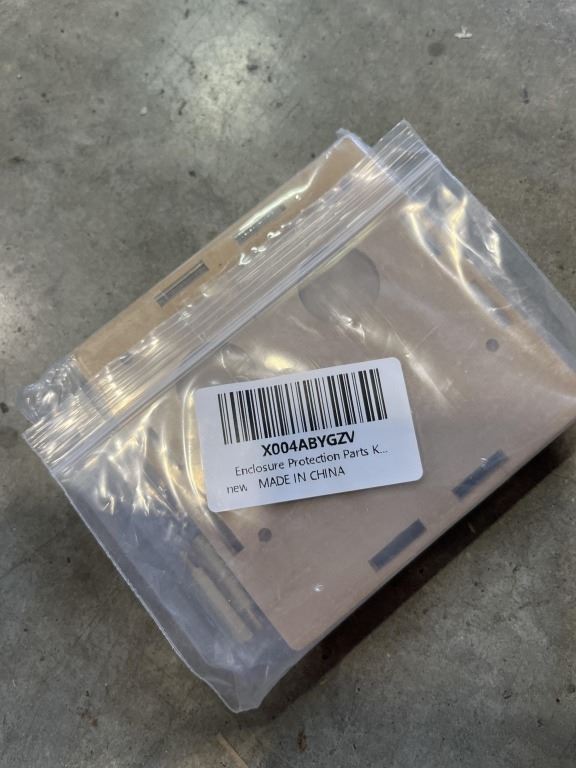 X004ABYGZV
Enclosure Protection Parts K...
new MADE IN CHINA